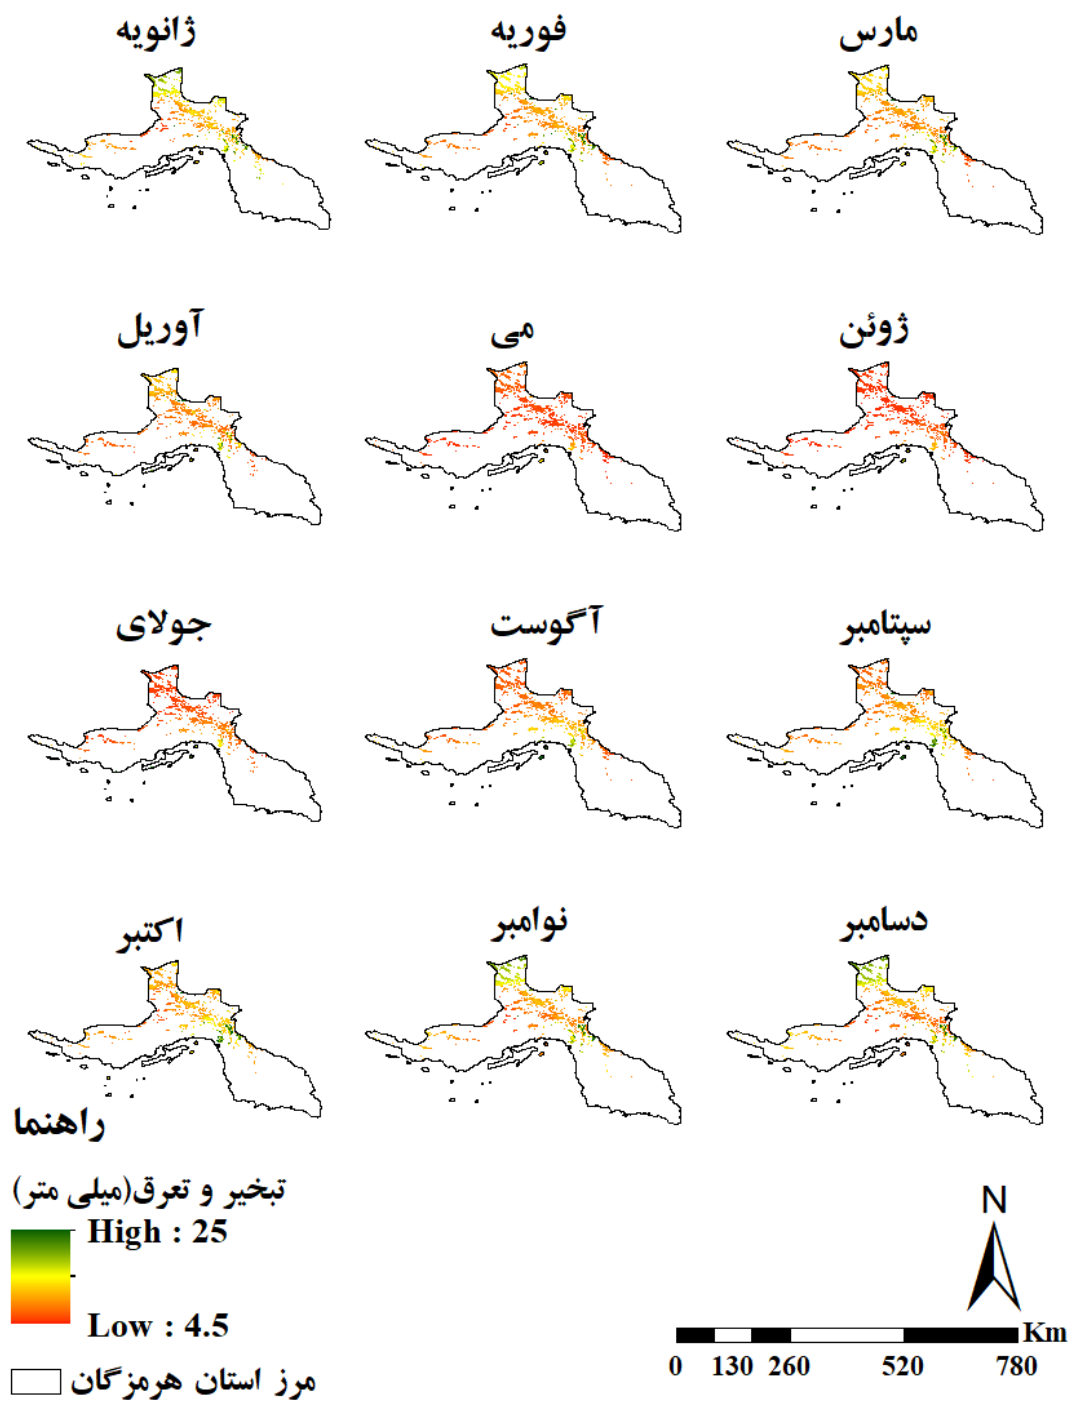 ژانویه
فوریه
مارس
آوریل
می
ژوئن
جولای
آگوست
سپتامبر
اکتبر
نوامبر
دسامبر
راهنما
تبخیر و تعرق(میلی متر)
High : 25
Low : 4.5
مرز استان هرمزگان
N
Km
0 130 260 520 780